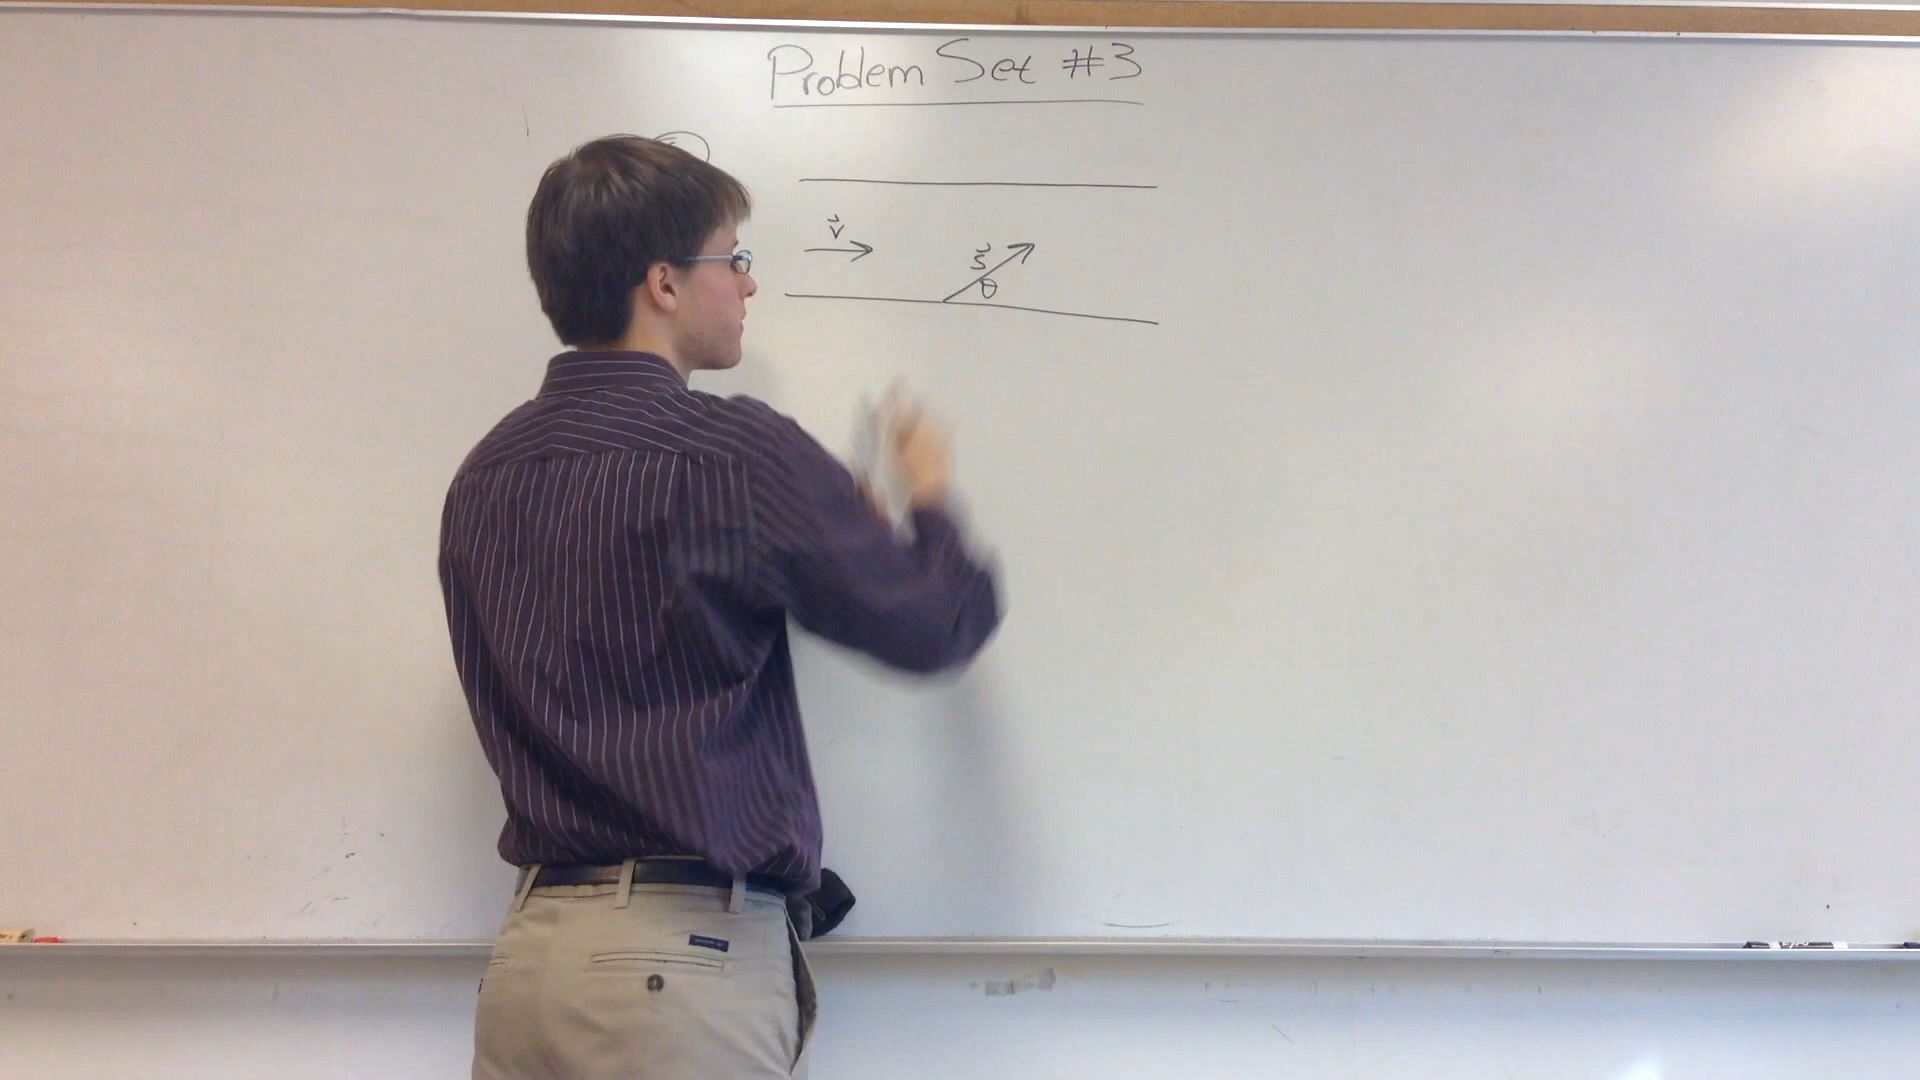 Problem Set #3
v⃗
s⃗
θ